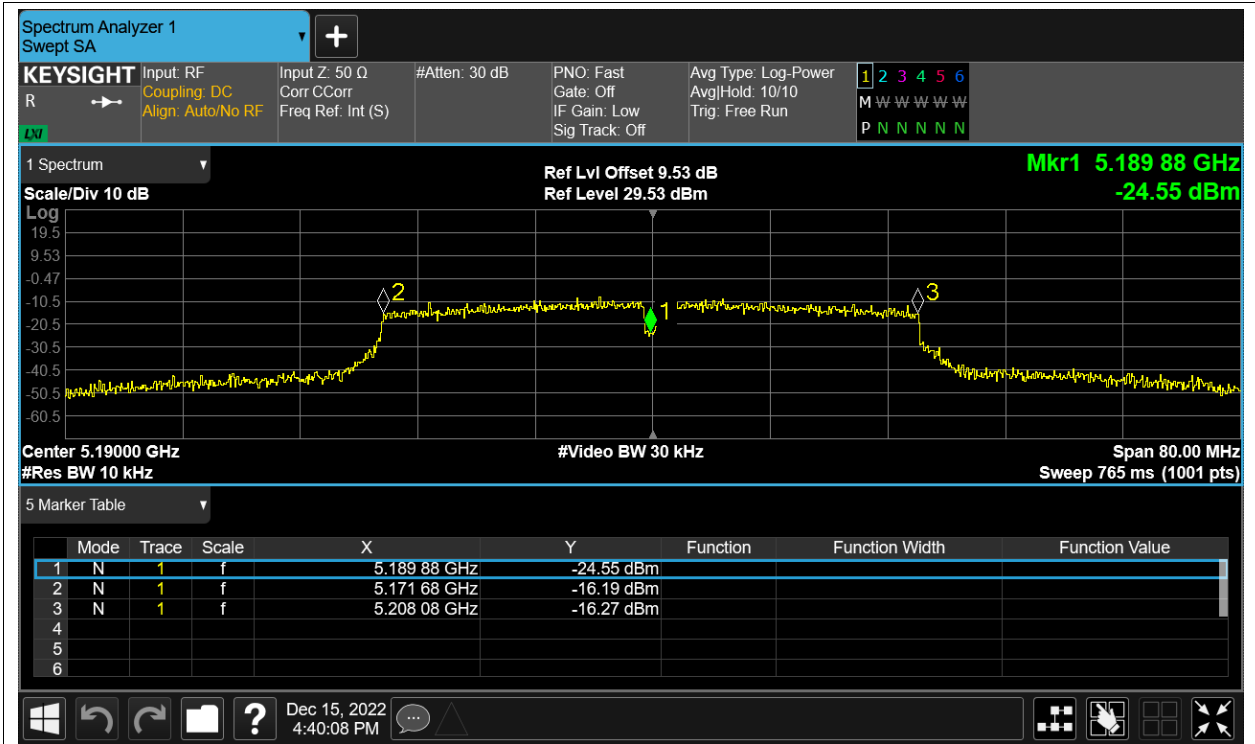 Spectrum Analyzer 1
Swept SA
KEYSIGHT Input: RF Input Z: 50 Ω #Atten: 30 dB PNO: Fast Avg Type: Log-Power 1 2 3 4 5 6
R Coupling: DC Corr CCorr Gate: Off Avg|Hold: 10/10 M W W W W W W
Align: Auto/No RF Freq Ref: Int (S) IF Gain: Low Trig: Free Run
LXI Sig Track: Off P N N N N N N
1 Spectrum Ref Lvl Offset 9.53 dB Mkr1 5.189 88 GHz
Scale/Div 10 dB Ref Level 29.53 dBm -24.55 dBm
Log
19.5
9.53
-0.47
2 3
-10.5
1
-20.5
-30.5
-40.5
-50.5
-60.5
Center 5.19000 GHz #Video BW 30 kHz Span 80.00 MHz
#Res BW 10 kHz Sweep 765 ms (1001 pts)
5 Marker Table
Mode Trace Scale X Y Function Function Width Function Value
1 N 1 f 5.189 88 GHz -24.55 dBm
2 N 1 f 5.171 68 GHz -16.19 dBm
3 N 1 f 5.208 08 GHz -16.27 dBm
4
5
6
? Dec 15, 2022
4:40:08 PM